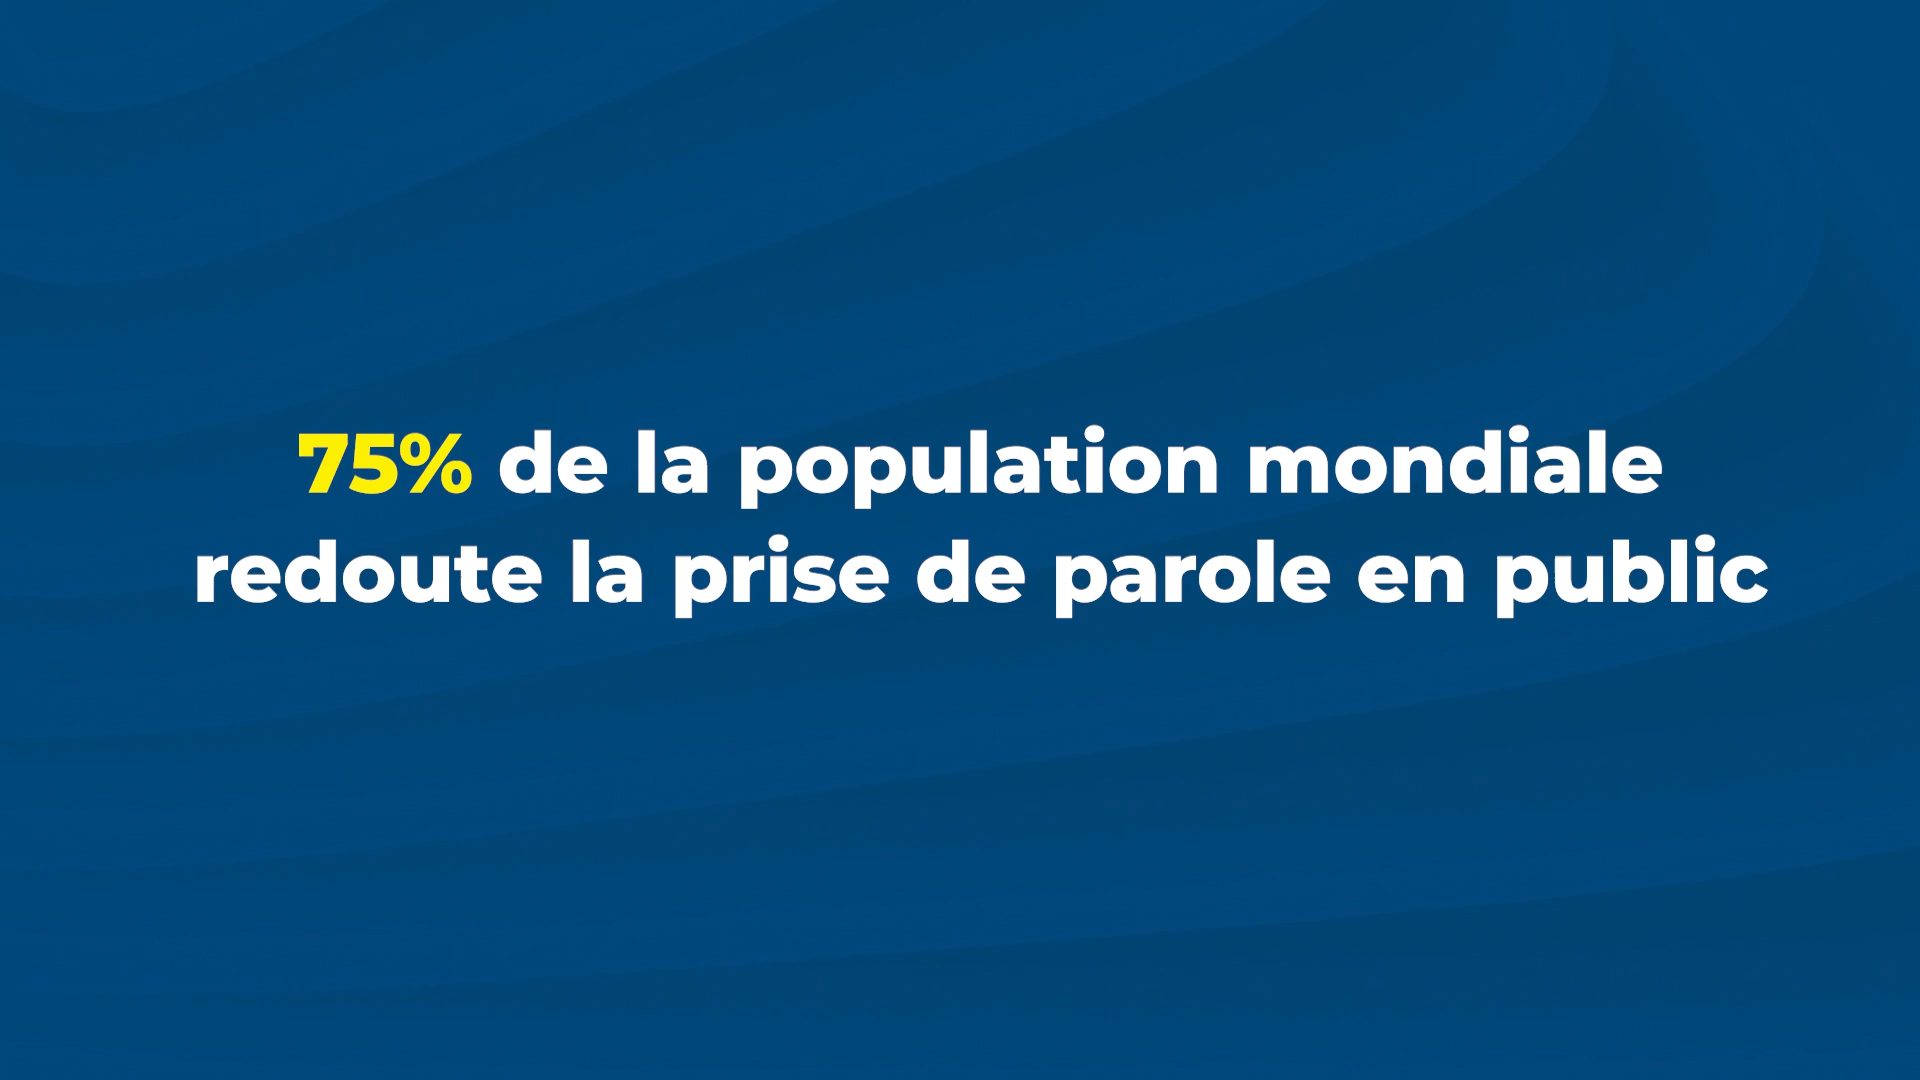 75% de la population mondiale
redoute la prise de parole en public